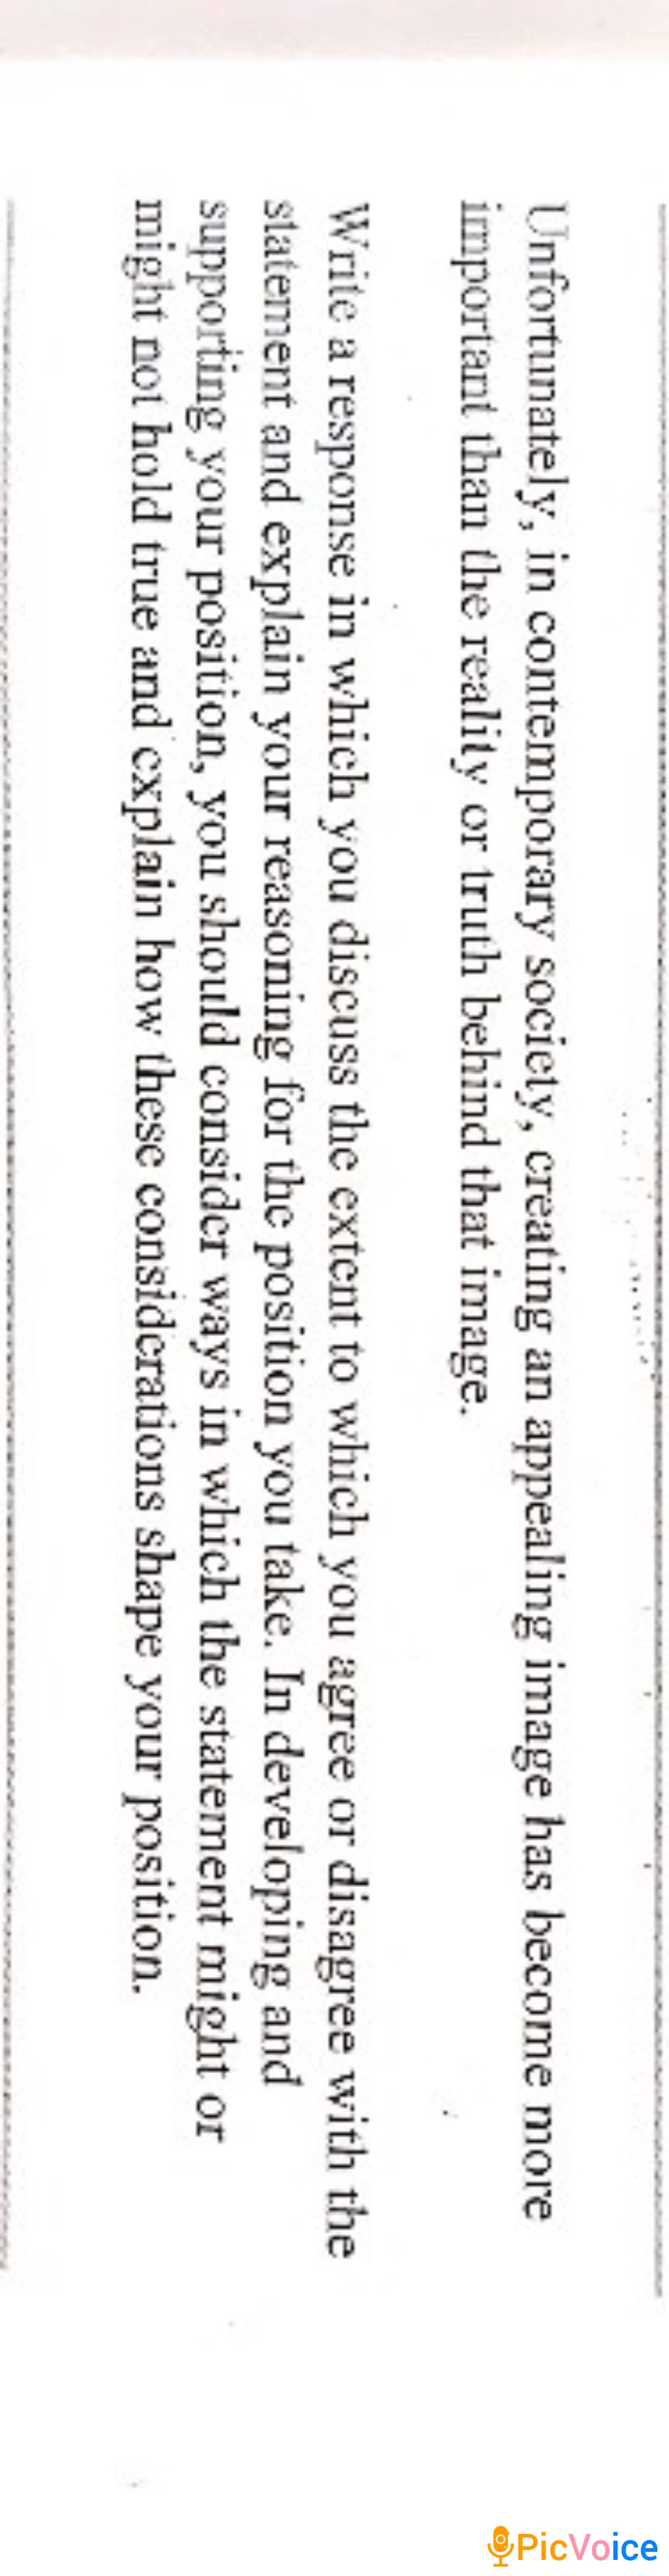 Unfortunately, in contemporary society, creating an appealing image has become more
important than the reality or truth behind that image.
Write a response in which you discuss the extent to which you agree or disagree with the
statement and explain your reasoning for the position you take. In developing and
supporting your position, you should consider ways in which the statement might or
might not hold true and explain how these considerations shape your position.
PicVoice